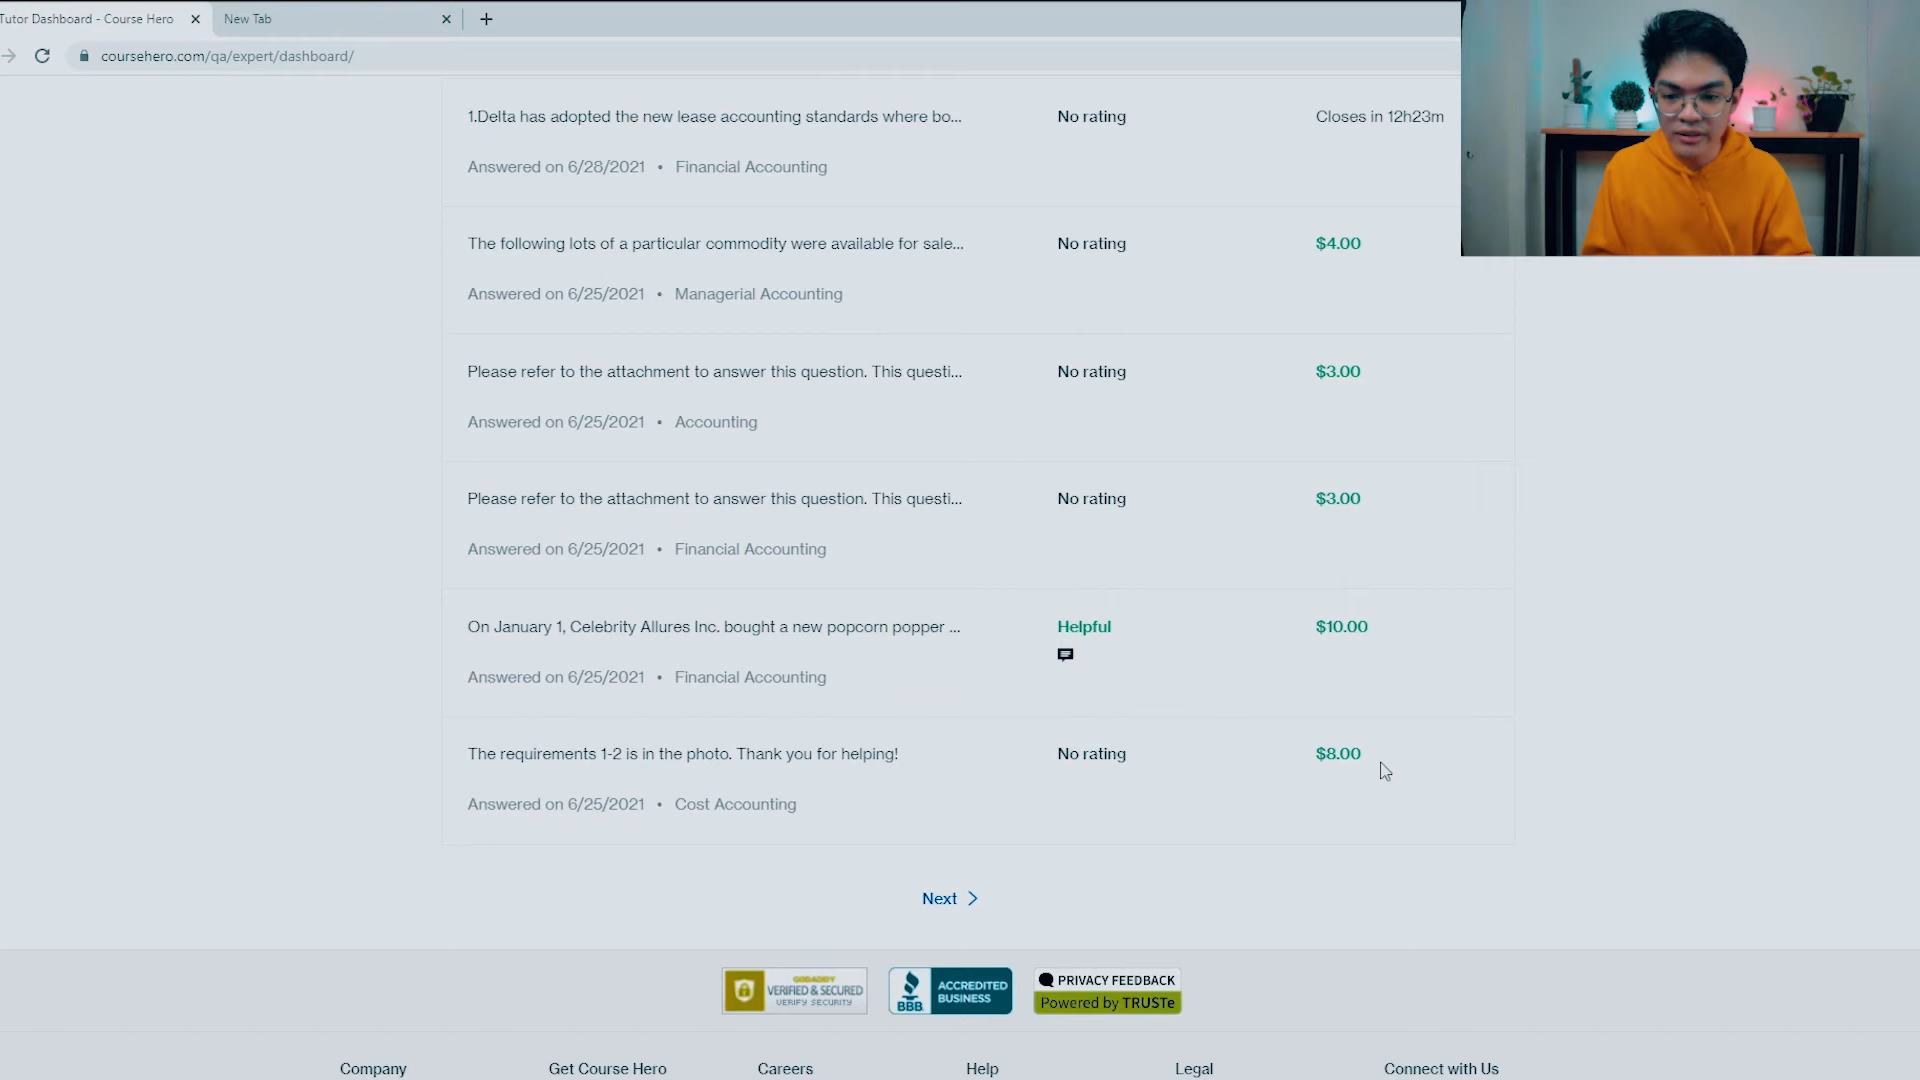 Tutor Dashboard - Course Hero
New Tab
coursehero.com/qa/expert/dashboard/
1.Delta has adopted the new lease accounting standards where bo...
No rating
Closes in 12h23m
Answered on 6/28/2021 • Financial Accounting
The following lots of a particular commodity were available for sale...
No rating
$4.00
Answered on 6/25/2021 • Managerial Accounting
Please refer to the attachment to answer this question. This questi...
No rating
$3.00
Answered on 6/25/2021 • Accounting
Please refer to the attachment to answer this question. This questi...
No rating
$3.00
Answered on 6/25/2021 • Financial Accounting
On January 1, Celebrity Allures Inc. bought a new popcorn popper ...
Helpful
$10.00
Answered on 6/25/2021 • Financial Accounting
The requirements 1-2 is in the photo. Thank you for helping!
No rating
$8.00
Answered on 6/25/2021 • Cost Accounting
Next
GODADDY
VERIFIED & SECURED
VERIFY SECURITY
BBB
ACCREDITED
BUSINESS
PRIVACY FEEDBACK
Powered by TRUSTe
Company
Get Course Hero
Careers
Help
Legal
Connect with Us